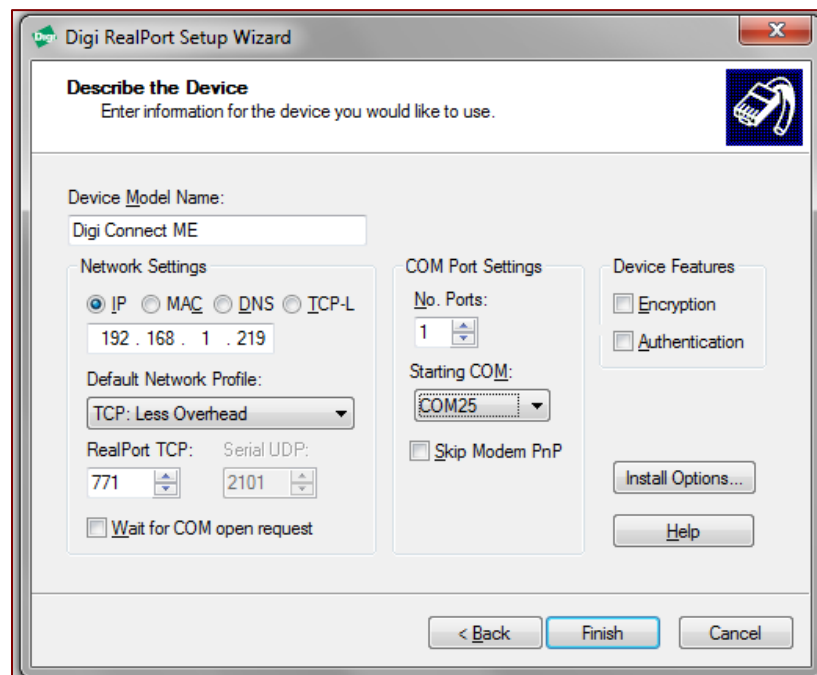 Digi Digi RealPort Setup Wizard
Describe the Device
Enter information for the device you would like to use.
Device Model Name:
Digi Connect ME
Network Settings
IP MAC DNS TCP-L
192 . 168 . 1 . 219
Default Network Profile:
TCP: Less Overhead
RealPort TCP: Serial UDP:
771 2101
Wait for COM open request
COM Port Settings
No. Ports:
1
Starting COM:
COM25
Skip Modem PnP
Device Features
Encryption
Authentication
Install Options...
Help
< Back Finish Cancel